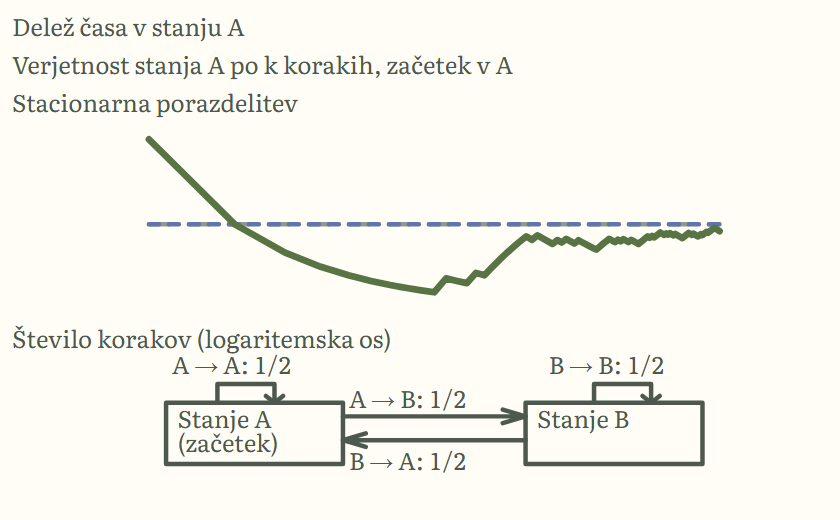 Delež časa v stanju A
Verjetnost stanja A po k korakih, začetek v A
Stacionarna porazdelitev
Število korakov (logaritemska os)
A → A: 1/2
B → B: 1/2
A → B: 1/2
Stanje A
(začetek)
Stanje B
B → A: 1/2